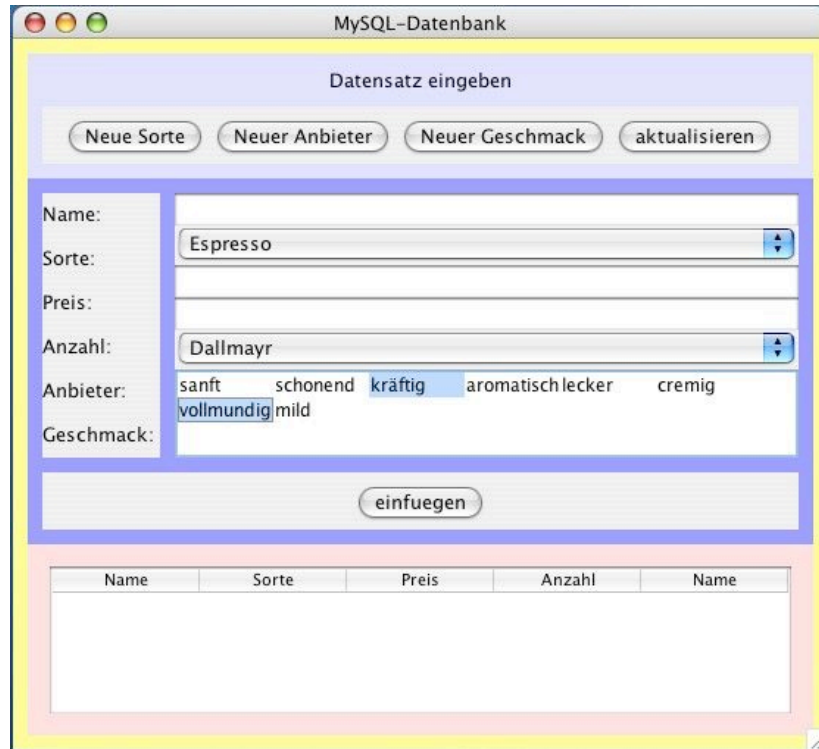 MySQL-Datenbank
Datensatz eingeben
Neue Sorte Neuer Anbieter Neuer Geschmack aktualisieren
Name:
Espresso
Sorte:
Preis:
Anzahl:
Dallmayr
Anbieter:
sanft schonend kräftig aromatisch lecker cremig
vollmundig mild
Geschmack:
einfuegen
Name Sorte Preis Anzahl Name